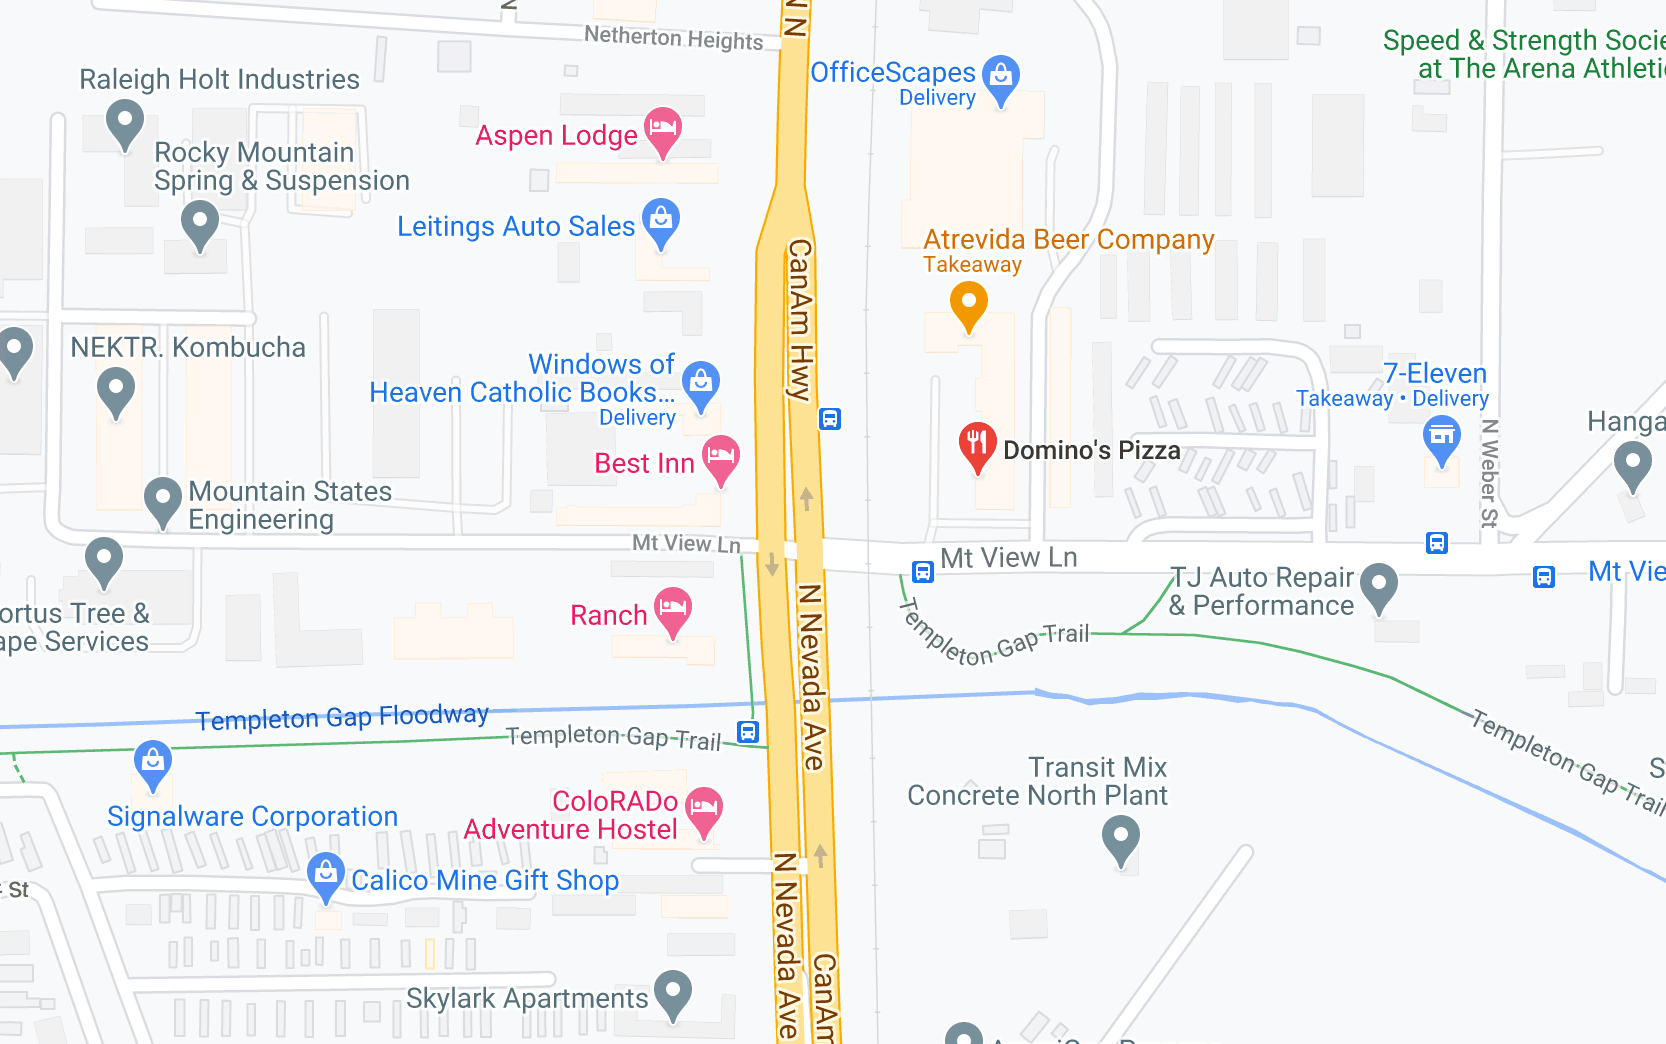 N
N N
Netherton Heights
Speed & Strength Socie
at The Arena Athleti
OfficeScapes
Delivery
Raleigh Holt Industries
Aspen Lodge
Rocky Mountain
Spring & Suspension
Leitings Auto Sales
Atrevida Beer Company
Takeaway
CanAm Hwy
NEKTR. Kombucha
Windows of
Heaven Catholic Books...
Delivery
7-Eleven
Takeaway • Delivery
Hanga
N Weber St
Domino's Pizza
Best Inn
Mountain States
Engineering
Mt View Ln
Mt View Ln
Mt Vie
TJ Auto Repair
& Performance
ortus Tree &
ape Services
Ranch
N Nevada Ave
Templeton Gap Trail
Templeton Gap Floodway
Templeton Gap Trail
Templeton Gap Trail
Transit Mix
Concrete North Plant
S
Signalware Corporation
ColoRADo
Adventure Hostel
Calico Mine Gift Shop
St
N Nevada Ave
CanAm
Skylark Apartments